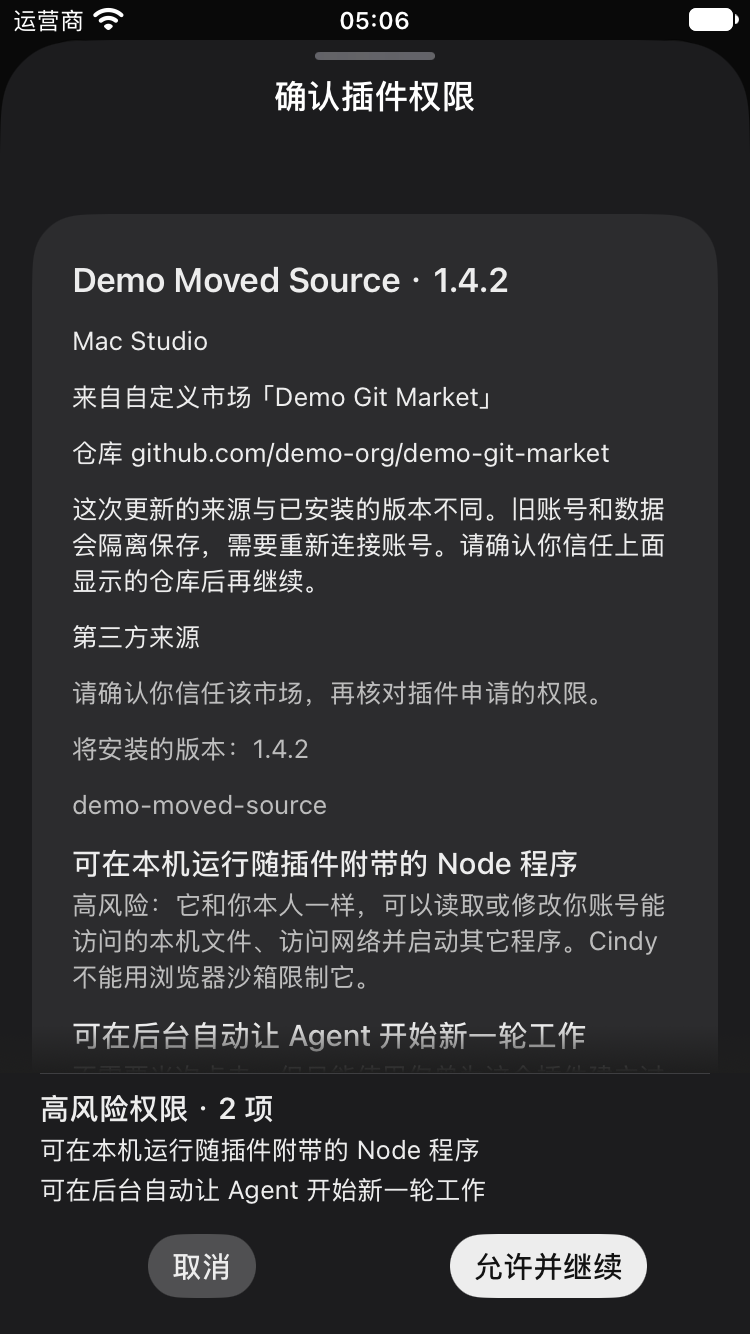 运营商
05:06
确认插件权限
Demo Moved Source · 1.4.2
Mac Studio
来自自定义市场「Demo Git Market」
仓库 github.com/demo-org/demo-git-market
这次更新的来源与已安装的版本不同。旧账号和数据
会隔离保存，需要重新连接账号。请确认你信任上面
显示的仓库后再继续。
第三方来源
请确认你信任该市场，再核对插件申请的权限。
将安装的版本：1.4.2
demo-moved-source
可在本机运行随插件附带的 Node 程序
高风险：它和你本人一样，可以读取或修改你账号能
访问的本机文件、访问网络并启动其它程序。Cindy
不能用浏览器沙箱限制它。
可在后台自动让 Agent 开始新一轮工作
高风险权限 · 2 项
可在本机运行随插件附带的 Node 程序
可在后台自动让 Agent 开始新一轮工作
取消
允许并继续